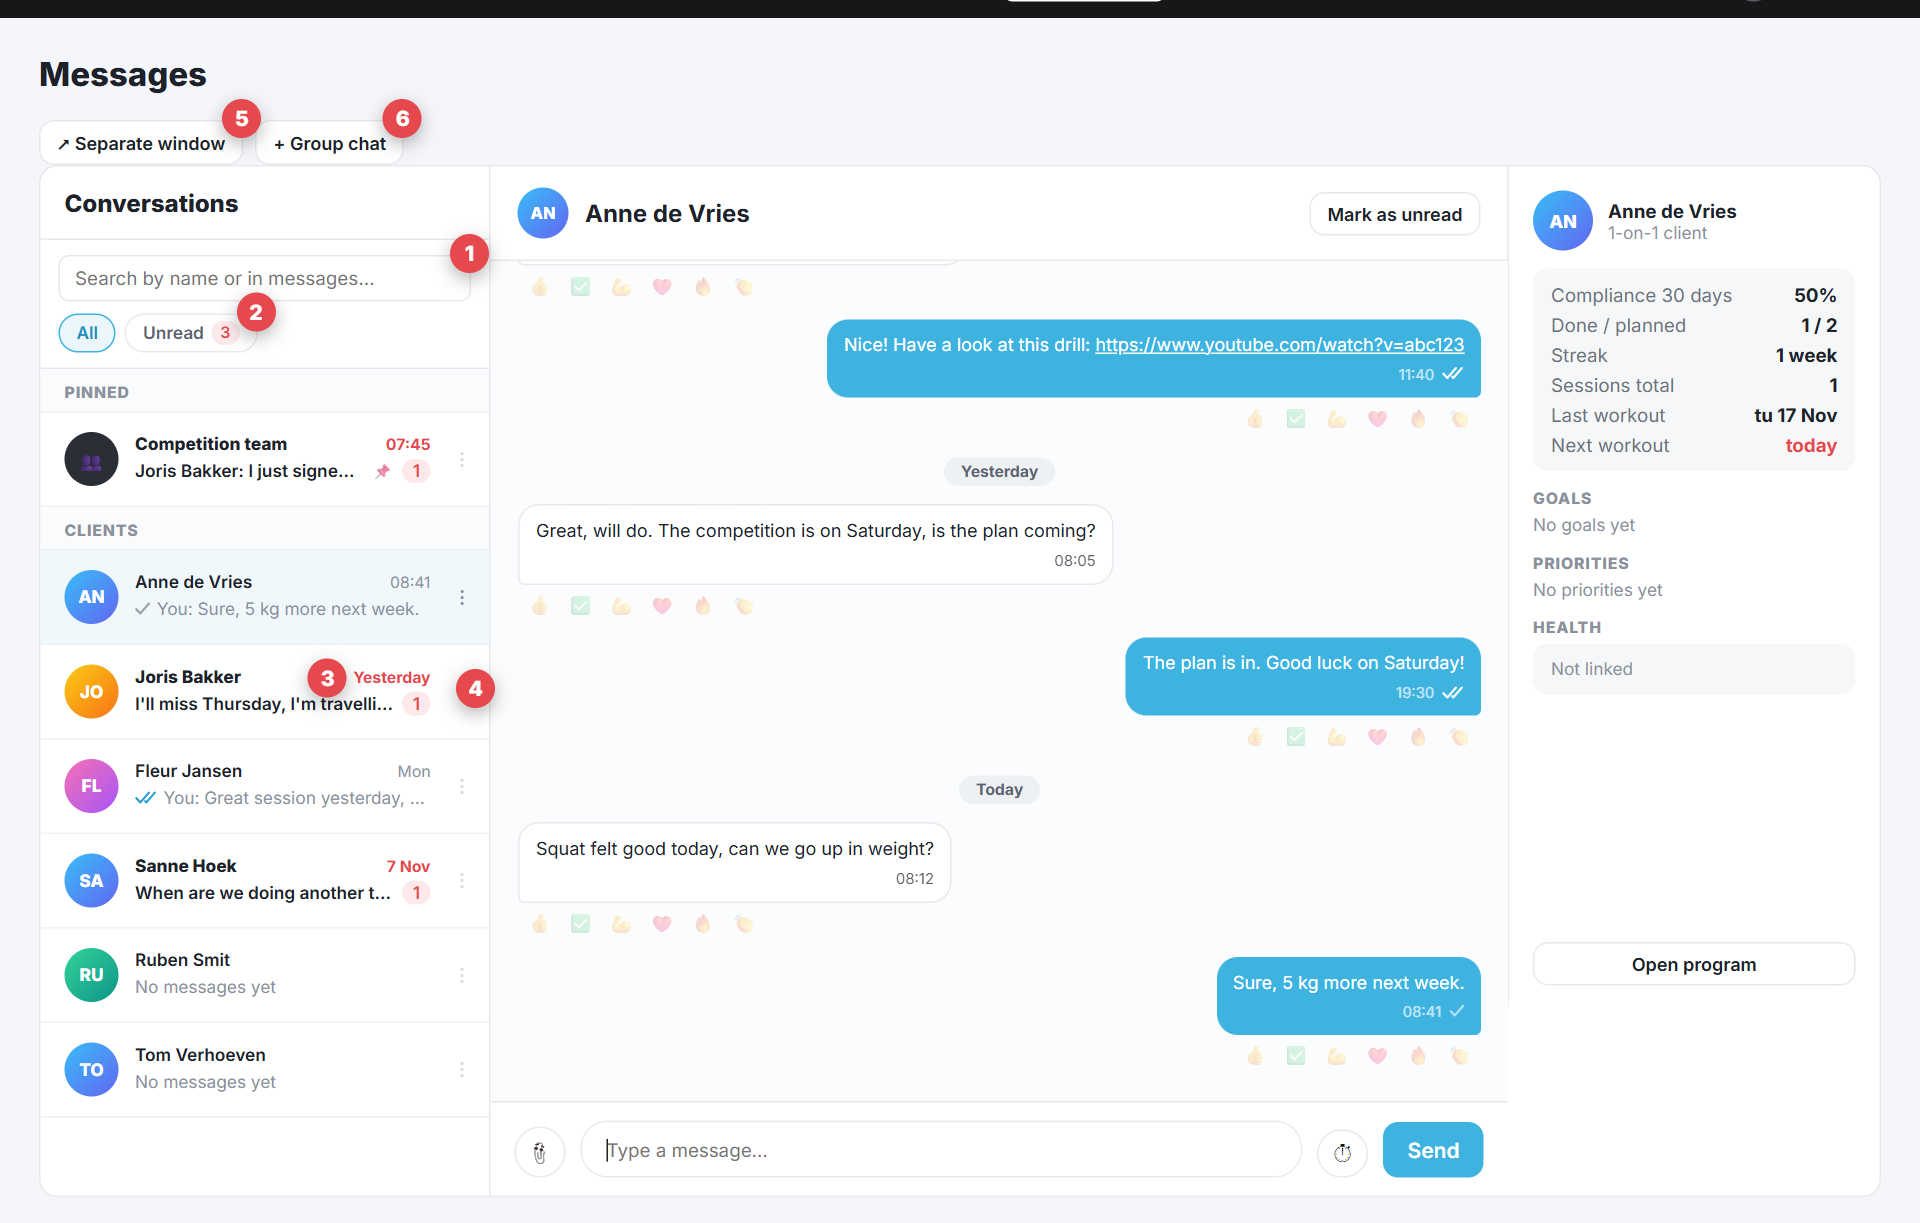 Messages
5
6
↗ Separate window
+ Group chat
Conversations
1
Search by name or in messages...
2
All
Unread 3
PINNED
Competition team 07:45
Joris Bakker: I just signe... 1
CLIENTS
AN
Anne de Vries 08:41
You: Sure, 5 kg more next week.
JO
Joris Bakker 3 Yesterday 4
I'll miss Thursday, I'm travelli... 1
FL
Fleur Jansen Mon
You: Great session yesterday, ...
SA
Sanne Hoek 7 Nov
When are we doing another t... 1
RU
Ruben Smit
No messages yet
TO
Tom Verhoeven
No messages yet
AN Anne de Vries
Mark as unread
Nice! Have a look at this drill: https://www.youtube.com/watch?v=abc123
11:40
Yesterday
Great, will do. The competition is on Saturday, is the plan coming?
08:05
The plan is in. Good luck on Saturday!
19:30
Today
Squat felt good today, can we go up in weight?
08:12
Sure, 5 kg more next week.
08:41
Type a message...
Send
AN
Anne de Vries
1-on-1 client
Compliance 30 days 50%
Done / planned 1 / 2
Streak 1 week
Sessions total 1
Last workout tu 17 Nov
Next workout today
GOALS
No goals yet
PRIORITIES
No priorities yet
HEALTH
Not linked
Open program